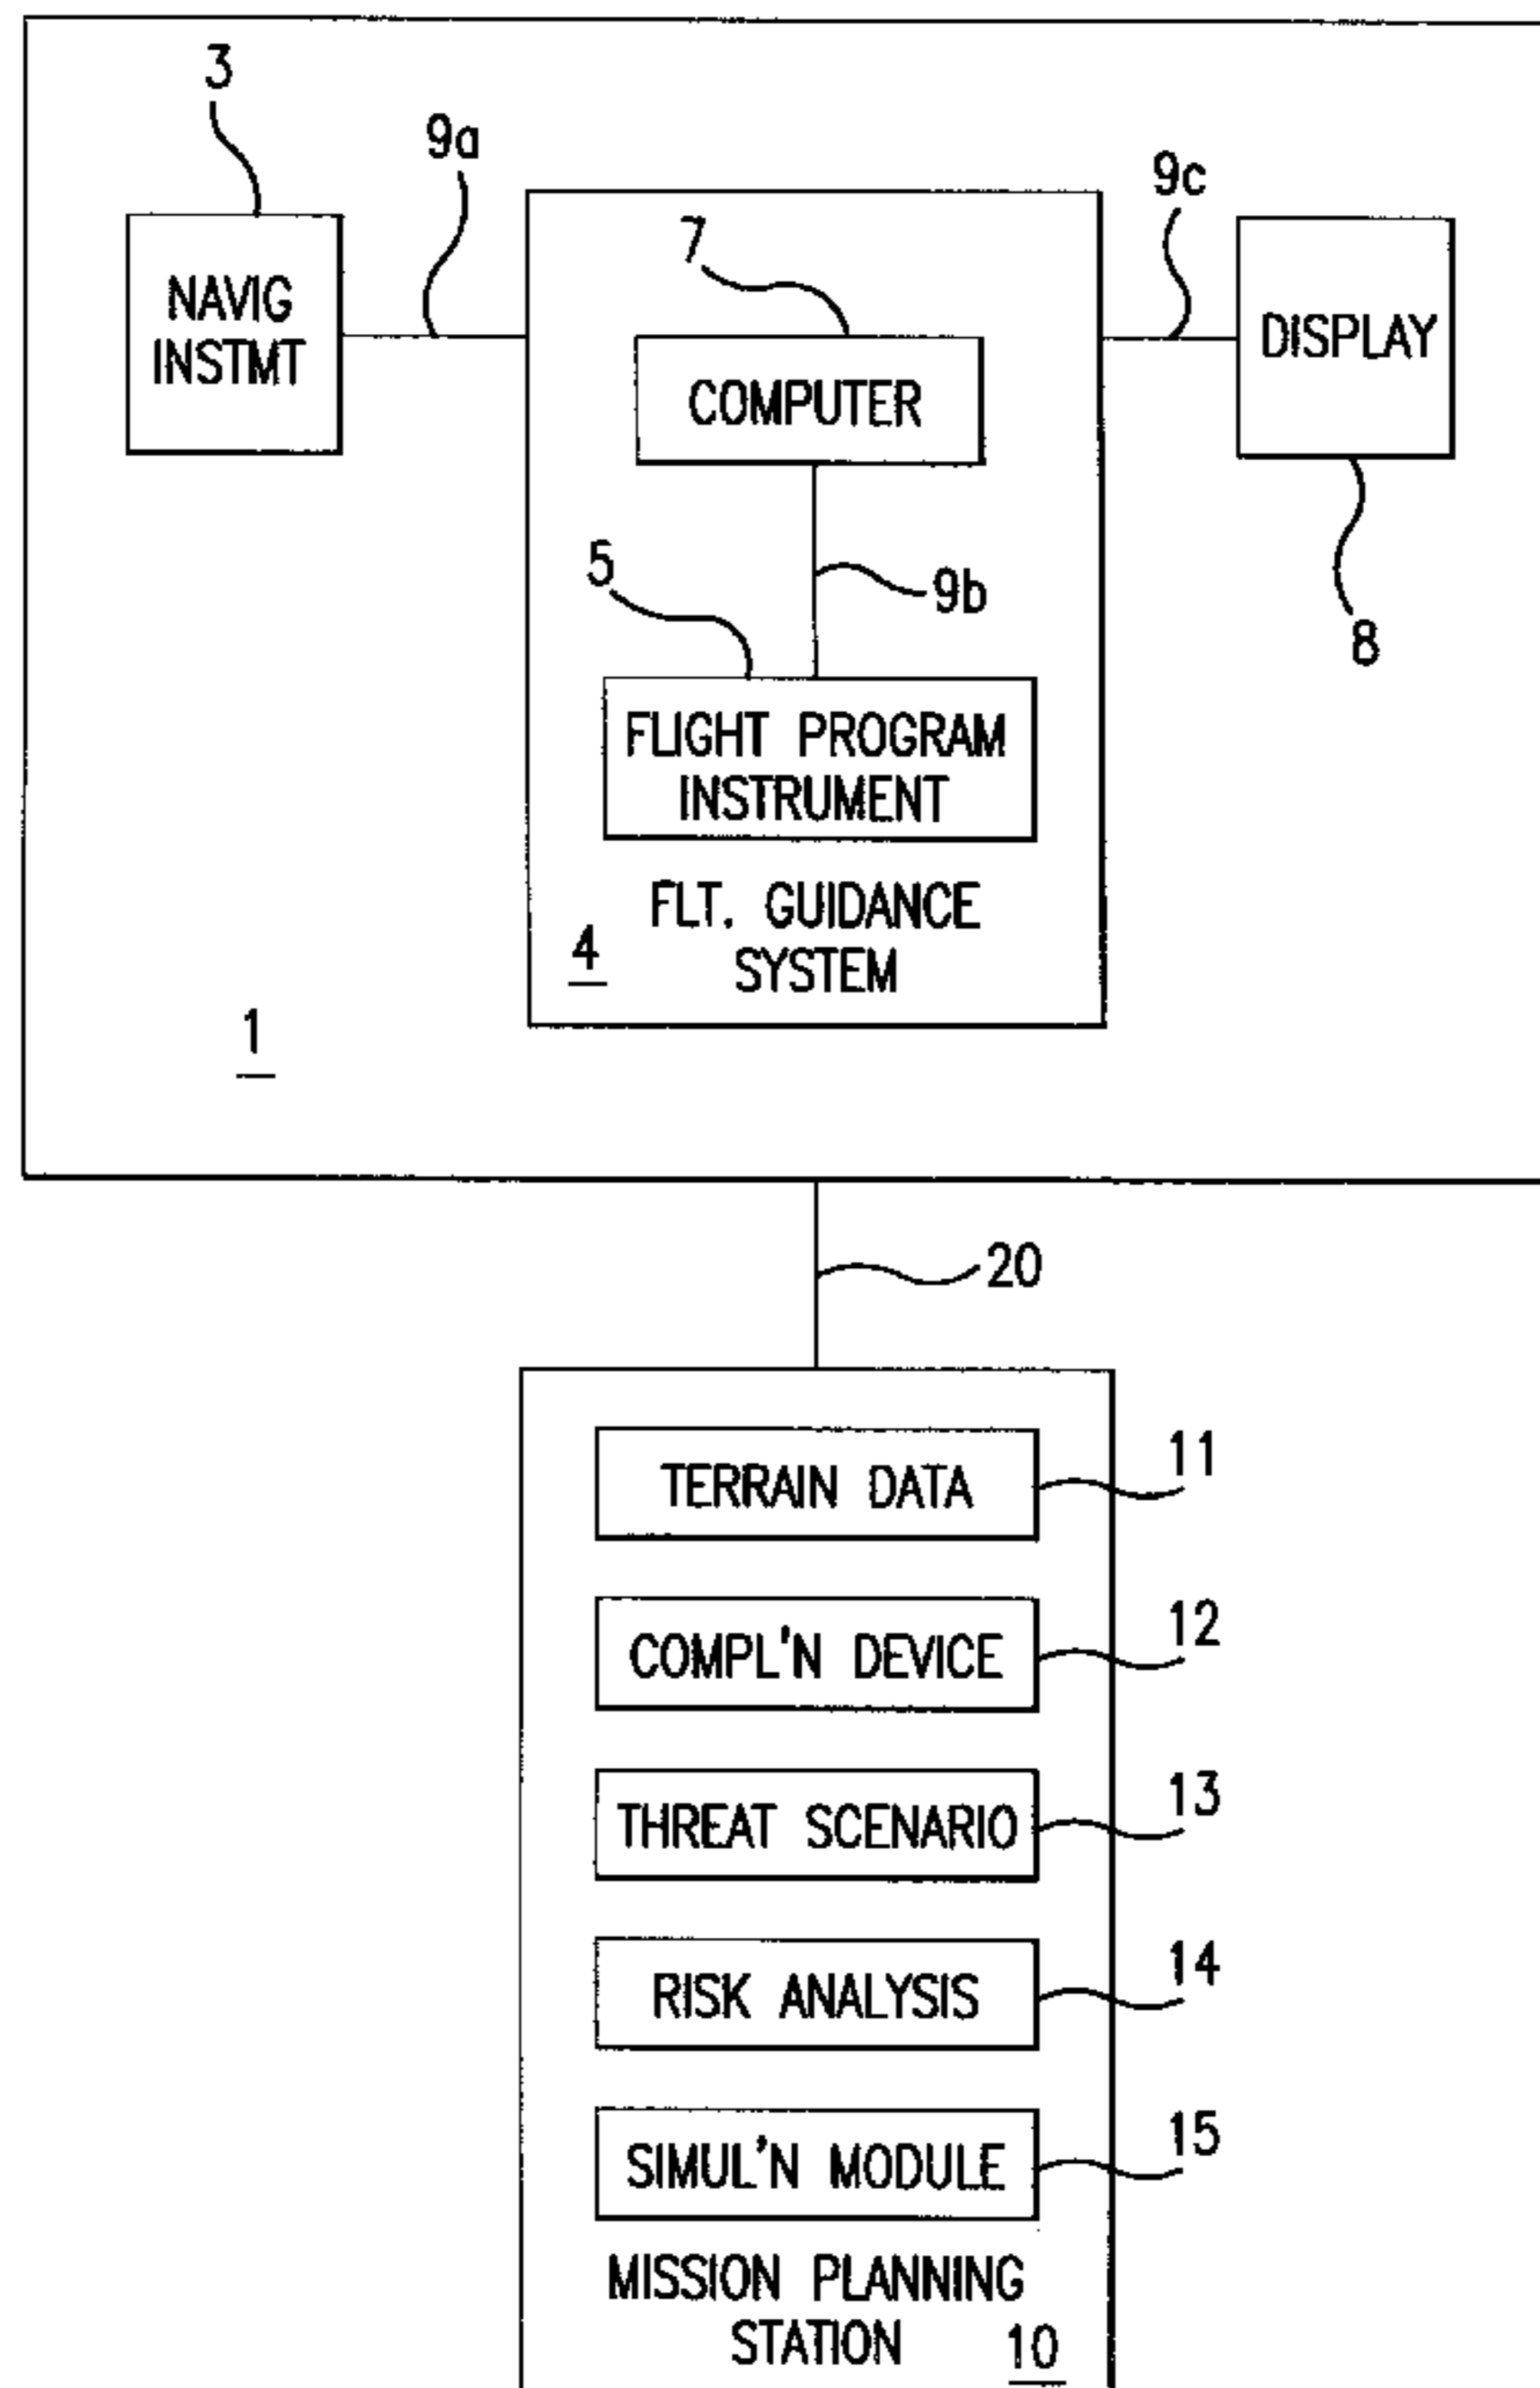 3
9a
9c
7
NAVIG
INSTMT
DISPLAY
COMPUTER
5
9b
8
FLIGHT PROGRAM
INSTRUMENT
FLT. GUIDANCE
SYSTEM
4
1
20
TERRAIN DATA
11
COMPL'N DEVICE
12
THREAT SCENARIO
13
RISK ANALYSIS
14
SIMUL'N MODULE
15
MISSION PLANNING
STATION
10